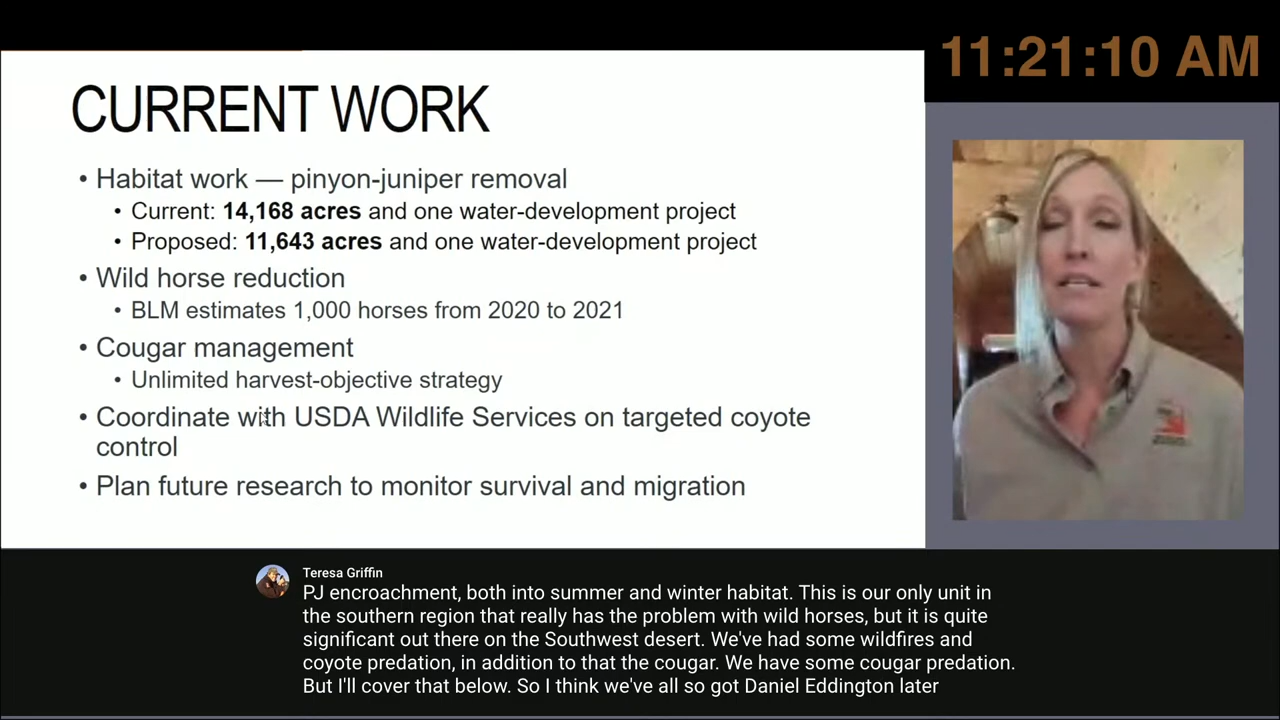 11:21:10 AM
CURRENT WORK
• Habitat work — pinyon-juniper removal
• Current: 14,168 acres and one water-development project
• Proposed: 11,643 acres and one water-development project
• Wild horse reduction
• BLM estimates 1,000 horses from 2020 to 2021
• Cougar management
• Unlimited harvest-objective strategy
• Coordinate with USDA Wildlife Services on targeted coyote
control
• Plan future research to monitor survival and migration
Teresa Griffin
PJ encroachment, both into summer and winter habitat. This is our only unit in
the southern region that really has the problem with wild horses, but it is quite
significant out there on the Southwest desert. We've had some wildfires and
coyote predation, in addition to that the cougar. We have some cougar predation.
But I'll cover that below. So I think we've all so got Daniel Eddington later